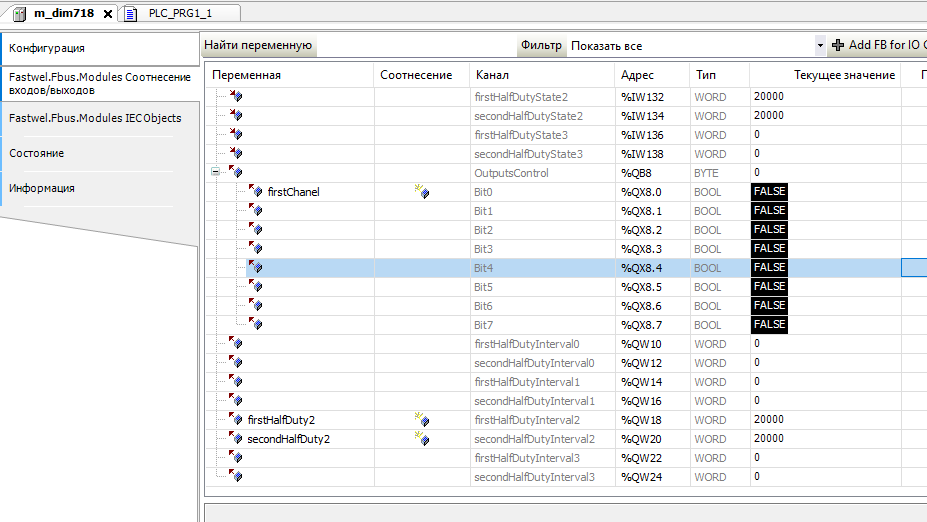 m_dim718
PLC_PRG1_1
Конфигурация
Fastwel.Fbus.Modules Соотнесение
входов/выходов
Fastwel.Fbus.Modules IECObjects
Состояние
Информация
Найти переменную Фильтр Показать все Add FB for IO
Переменная Соотнесение Канал Адрес Тип Текущее значение
firstHalfDutyState2 %IW132 WORD 20000
secondHalfDutyState2 %IW134 WORD 20000
firstHalfDutyState3 %IW136 WORD 0
secondHalfDutyState3 %IW138 WORD 0
OutputsControl %QB8 BYTE 0
firstChanel Bit0 %QX8.0 BOOL FALSE
Bit1 %QX8.1 BOOL FALSE
Bit2 %QX8.2 BOOL FALSE
Bit3 %QX8.3 BOOL FALSE
Bit4 %QX8.4 BOOL FALSE
Bit5 %QX8.5 BOOL FALSE
Bit6 %QX8.6 BOOL FALSE
Bit7 %QX8.7 BOOL FALSE
firstHalfDutyInterval0 %QW10 WORD 0
secondHalfDutyInterval0 %QW12 WORD 0
firstHalfDutyInterval1 %QW14 WORD 0
secondHalfDutyInterval1 %QW16 WORD 0
firstHalfDuty2 firstHalfDutyInterval2 %QW18 WORD 20000
secondHalfDuty2 secondHalfDutyInterval2 %QW20 WORD 20000
firstHalfDutyInterval3 %QW22 WORD 0
secondHalfDutyInterval3 %QW24 WORD 0